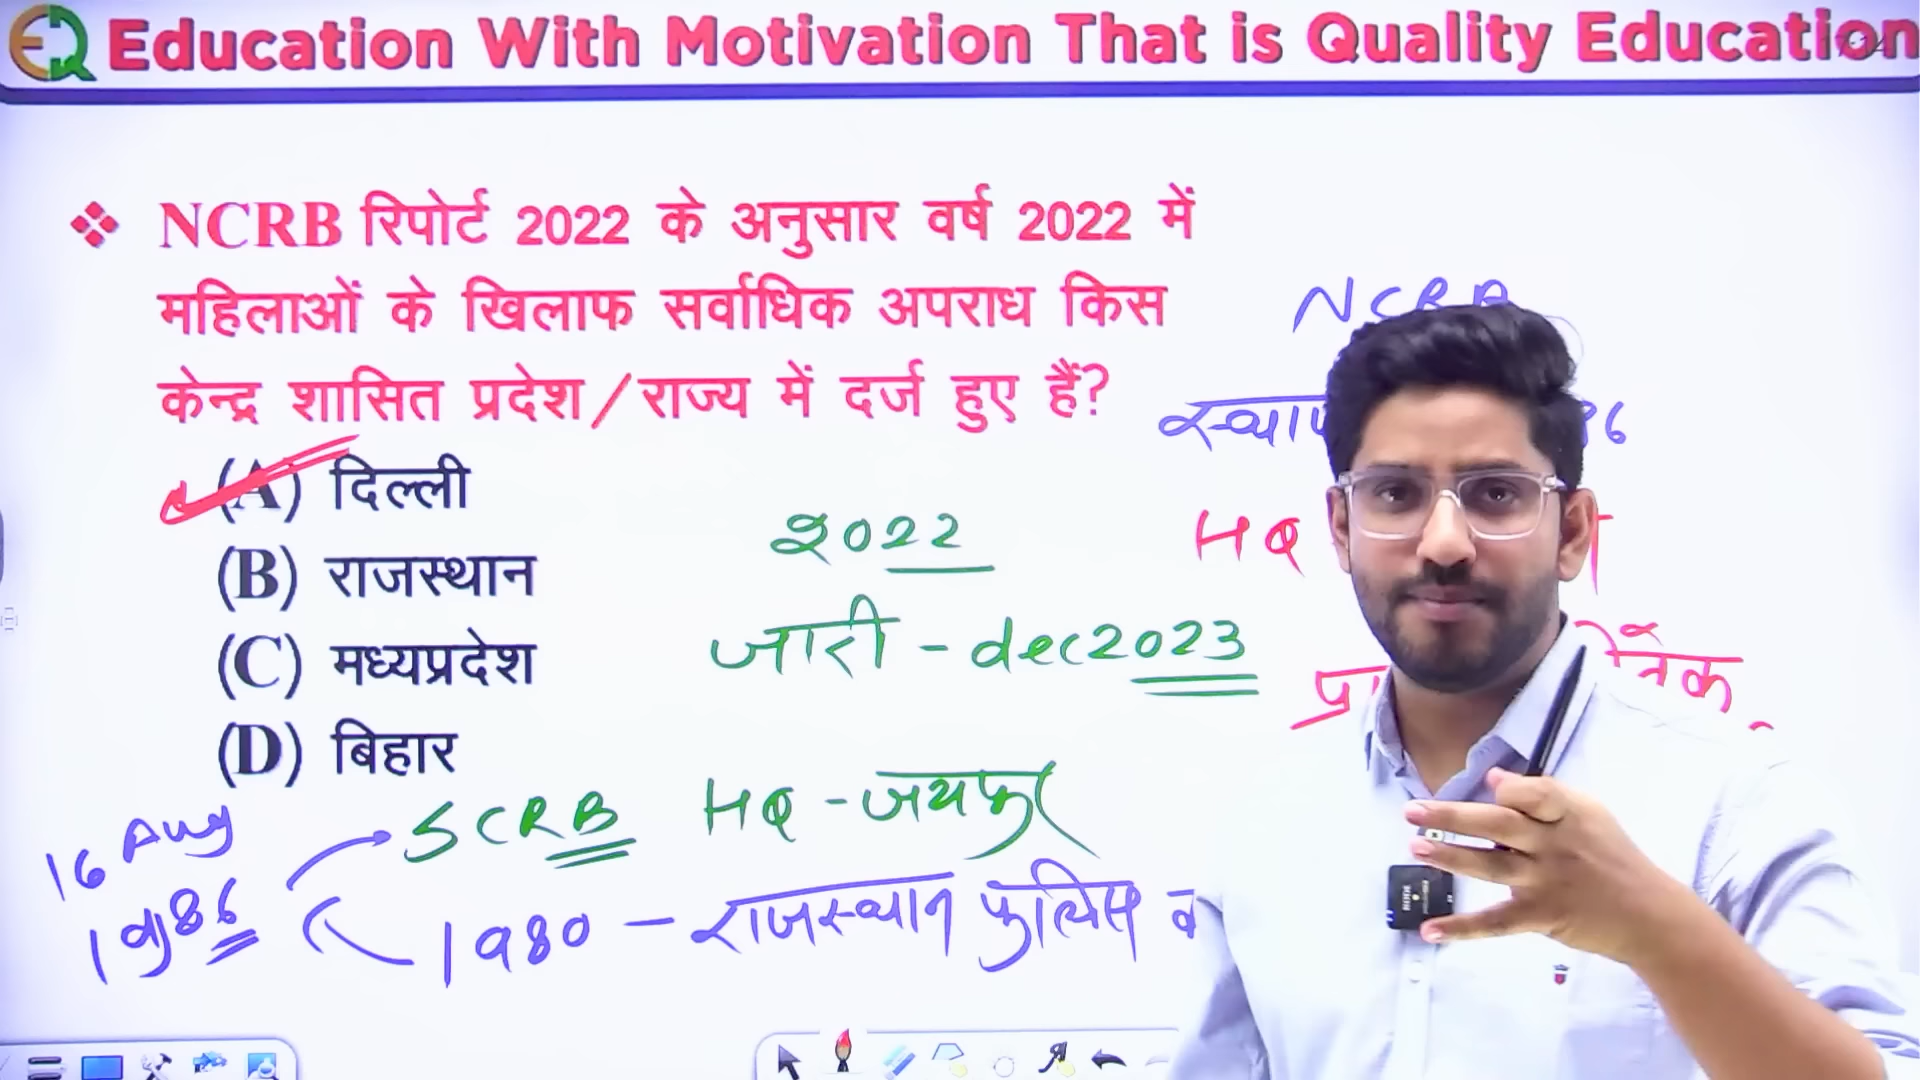 Education With Motivation That is Quality Education
NCRB रिपोर्ट 2022 के अनुसार वर्ष 2022 में
महिलाओं के खिलाफ सर्वाधिक अपराध किस
केन्द्र शासित प्रदेश/राज्य में दर्ज हुए हैं?
(A) दिल्ली
(B) राजस्थान
(C) मध्यप्रदेश
(D) बिहार
2022
जारी - dec2023
HQ
SCRB HQ - जयपुर
16 Aug
1986
1980 - राजस्थान पुलिस